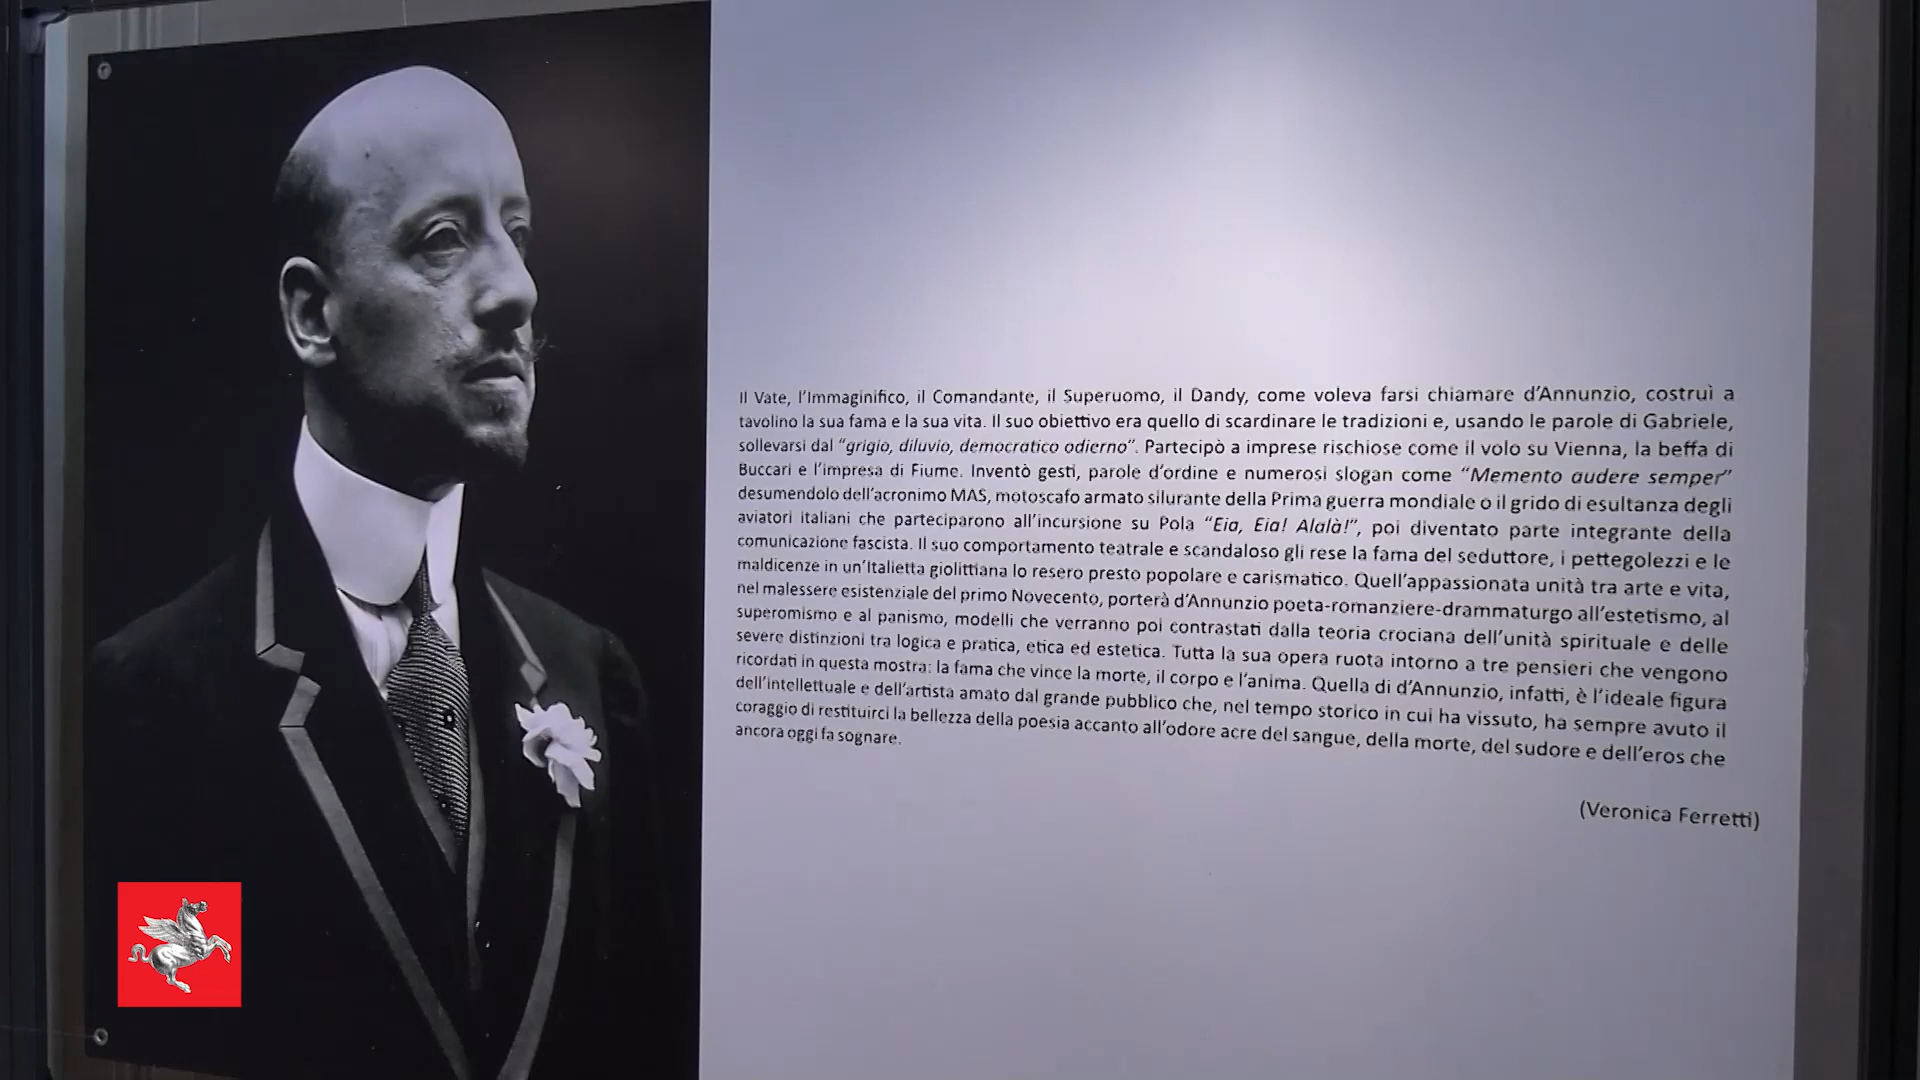 Il Vate, l'Immaginifico, il Comandante, il Superuomo, il Dandy, come voleva farsi chiamare d'Annunzio, costruì a
tavolino la sua fama e la sua vita. Il suo obiettivo era quello di scardinare le tradizioni e, usando le parole di Gabriele,
sollevarsi dal “grigio, diluvio, democratico odierno”. Partecipò a imprese rischiose come il volo su Vienna, la beffa di
Buccari e l'impresa di Fiume. Inventò gesti, parole d'ordine e numerosi slogan come “Memento audere semper”
desumendolo dell'acronimo MAS, motoscafo armato silurante della Prima guerra mondiale o il grido di esultanza degli
aviatori italiani che parteciparono all'incursione su Pola “Eia, Eia! Alalà!”, poi diventato parte integrante della
comunicazione fascista. Il suo comportamento teatrale e scandaloso gli rese la fama del seduttore, i pettegolezzi e le
maldicenze in un'Italietta giolittiana lo resero presto popolare e carismatico. Quell'appassionata unità tra arte e vita,
nel malessere esistenziale del primo Novecento, porterà d'Annunzio poeta-romanziere-drammaturgo all'estetismo, al
superomismo e al panismo, modelli che verranno poi contrastati dalla teoria crociana dell'unità spirituale e delle
severe distinzioni tra logica e pratica, etica ed estetica. Tutta la sua opera ruota intorno a tre pensieri che vengono
ricordati in questa mostra: la fama che vince la morte, il corpo e l'anima. Quella di d'Annunzio, infatti, è l'ideale figura
dell'intellettuale e dell'artista amato dal grande pubblico che, nel tempo storico in cui ha vissuto, ha sempre avuto il
coraggio di restituirci la bellezza della poesia accanto all'odore acre del sangue, della morte, del sudore e dell'eros che
ancora oggi fa sognare.
(Veronica Ferretti)